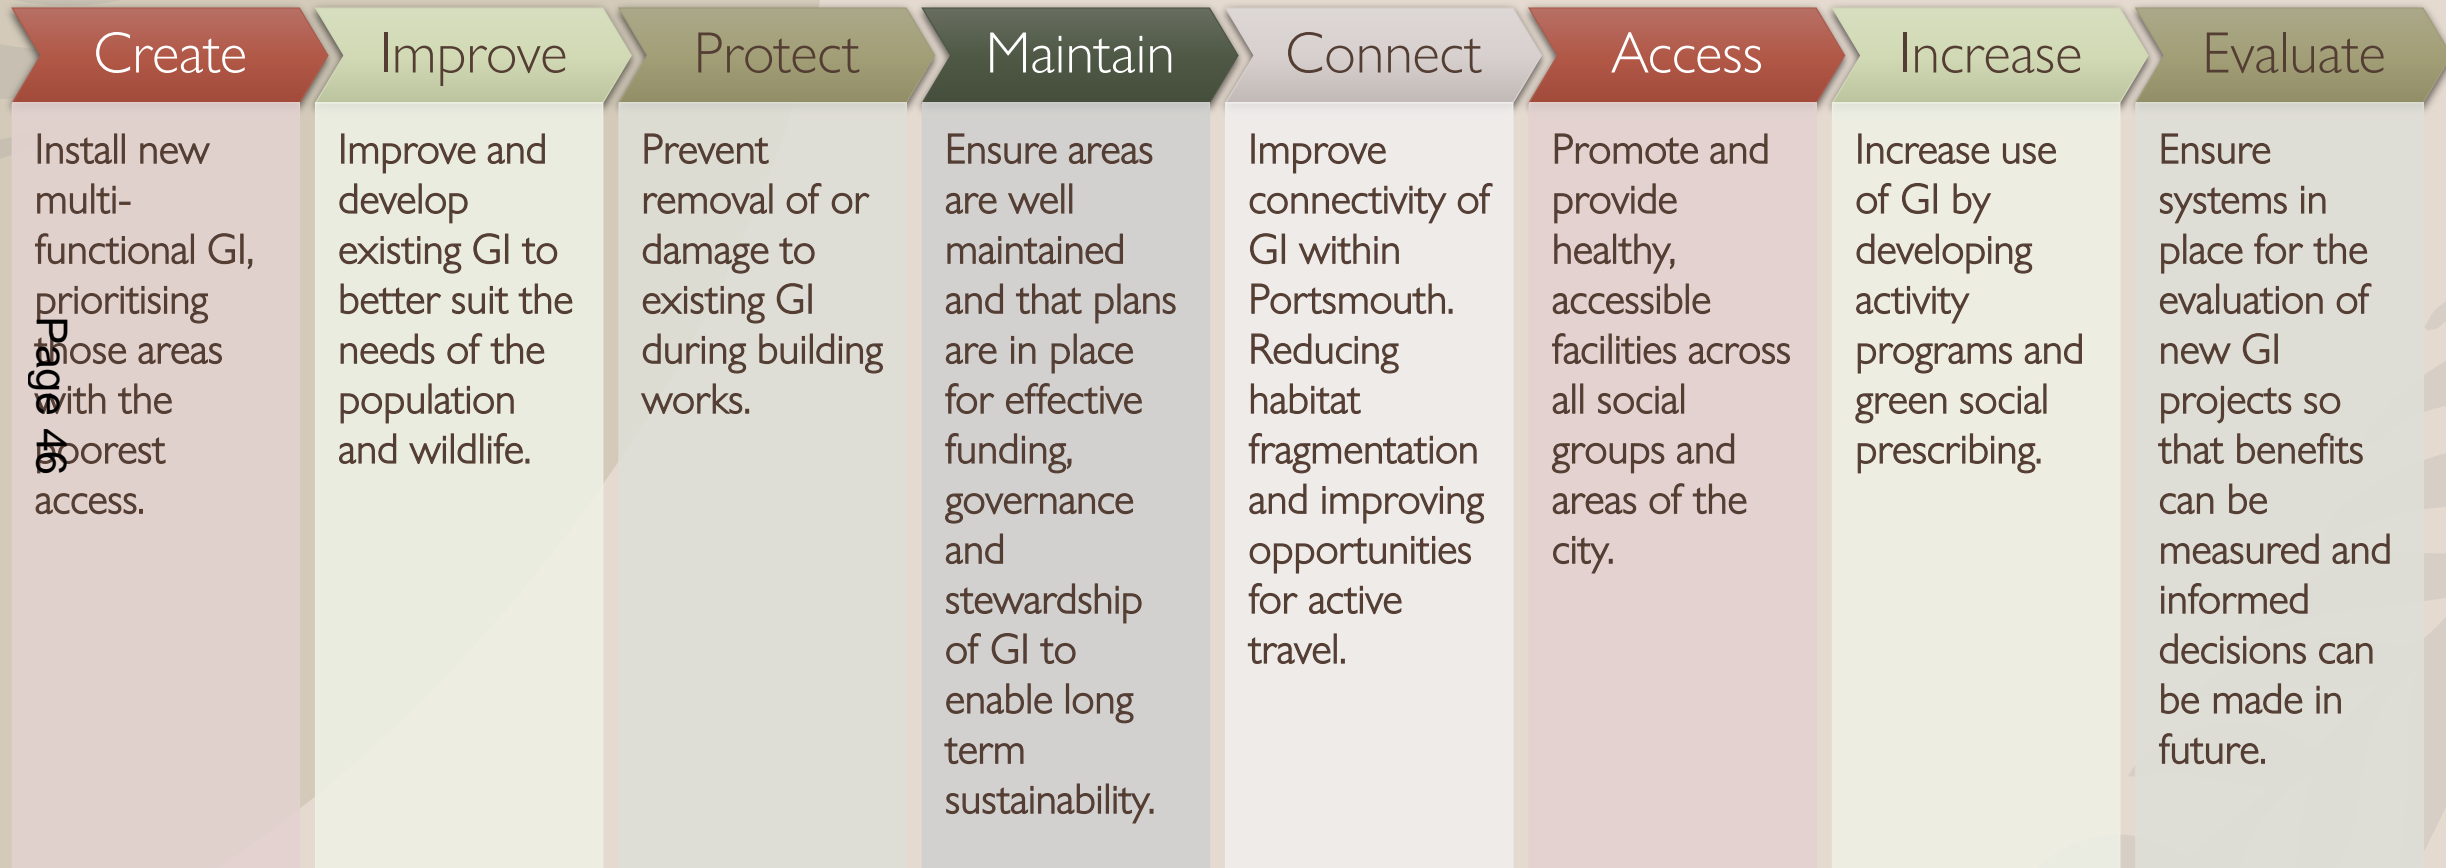 Create
Install new
multi-
functional GI,
prioritising
those areas
with the
poorest
access.
Improve
Improve and
develop
existing GI to
better suit the
needs of the
population
and wildlife.
Protect
Prevent
removal of or
damage to
existing GI
during building
works.
Maintain
Ensure areas
are well
maintained
and that plans
are in place
for effective
funding,
governance
and
stewardship
of GI to
enable long
term
sustainability.
Connect
Improve
connectivity of
GI within
Portsmouth.
Reducing
habitat
fragmentation
and improving
opportunities
for active
travel.
Access
Promote and
provide
healthy,
accessible
facilities across
all social
groups and
areas of the
city.
Increase
Increase use
of GI by
developing
activity
programs and
green social
prescribing.
Evaluate
Ensure
systems in
place for the
evaluation of
new GI
projects so
that benefits
can be
measured and
informed
decisions can
be made in
future.
Page 46